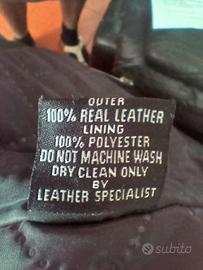 OUTER
100% REAL LEATHER
LINING
100% POLYESTER
DO NOT MACHINE WASH
DRY CLEAN ONLY
BY
LEATHER SPECIALIST
subito